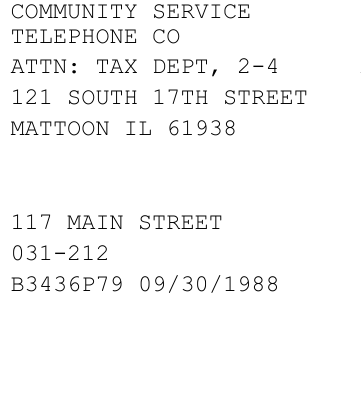 COMMUNITY SERVICE
TELEPHONE CO
ATTN: TAX DEPT, 2-4
121 SOUTH 17TH STREET
MATTOON IL 61938
117 MAIN STREET
031-212
B3436P79 09/30/1988